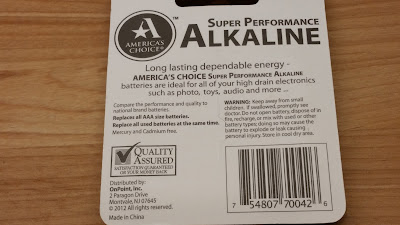 A
AMERICA'S
CHOICE®
™
SUPER PERFORMANCE
ALKALINE
Long lasting dependable energy -
AMERICA'S CHOICE SUPER PERFORMANCE ALKALINE
batteries are ideal for all of your high drain electronics
such as photo, toys, audio and more ...
Compare the performance and quality to
national brand batteries.
Replaces all AAA size batteries.
Replace all used batteries at the same time.
Mercury and Cadmium free.
WARNING: Keep away from small
children. If swallowed, promptly see
doctor. Do not open battery, dispose of in
fire, recharge, or mix with used or other
battery types; doing so may cause the
battery to explode or leak causing
personal injury. Store in cool dry area.
QUALITY
ASSURED
SATISFACTION GUARANTEED
OR YOUR MONEY BACK
Distributed by:
OnPoint, Inc.
2 Paragon Drive
Montvale, NJ 07645
© 2012 All rights reserved.
Made in China
7 54807 70042 6